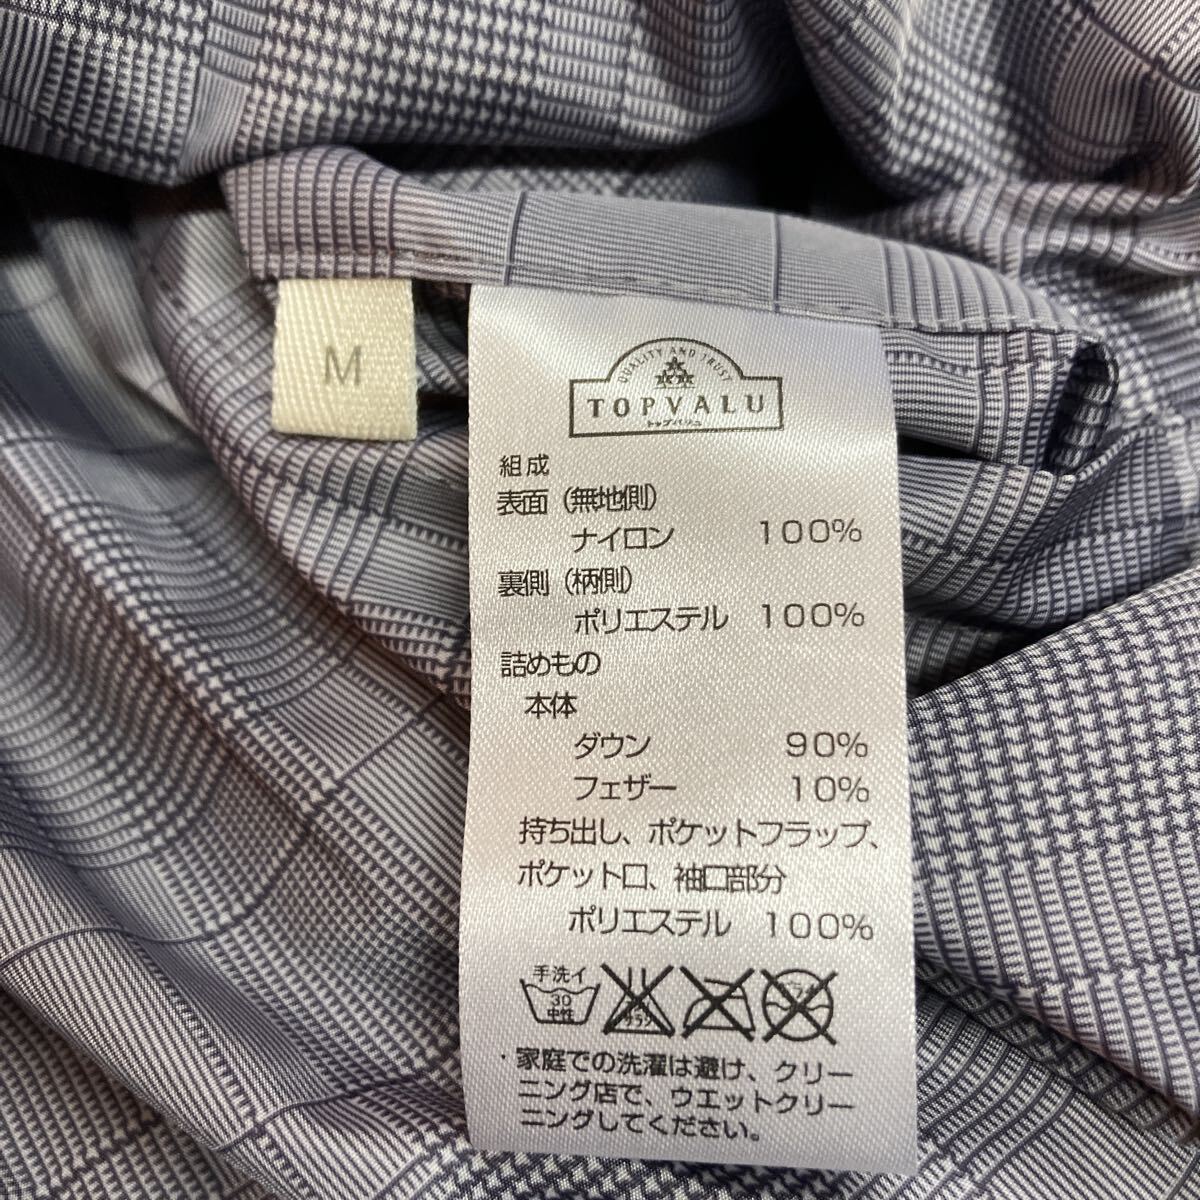 M
QUALITY AND TRUST
TOPVALU
トップバリュ
組成
表面(無地側)
ナイロン 100%
裏側(柄側)
ポリエステル 100%
詰めもの
本体
ダウン 90%
フェザー 10%
持ち出し、ポケットフラップ、
ポケット口、袖口部分
ポリエステル 100%
手洗イ
30
中性
・家庭での洗濯は避け、クリー
ニング店で、ウエットクリー
ニングしてください。